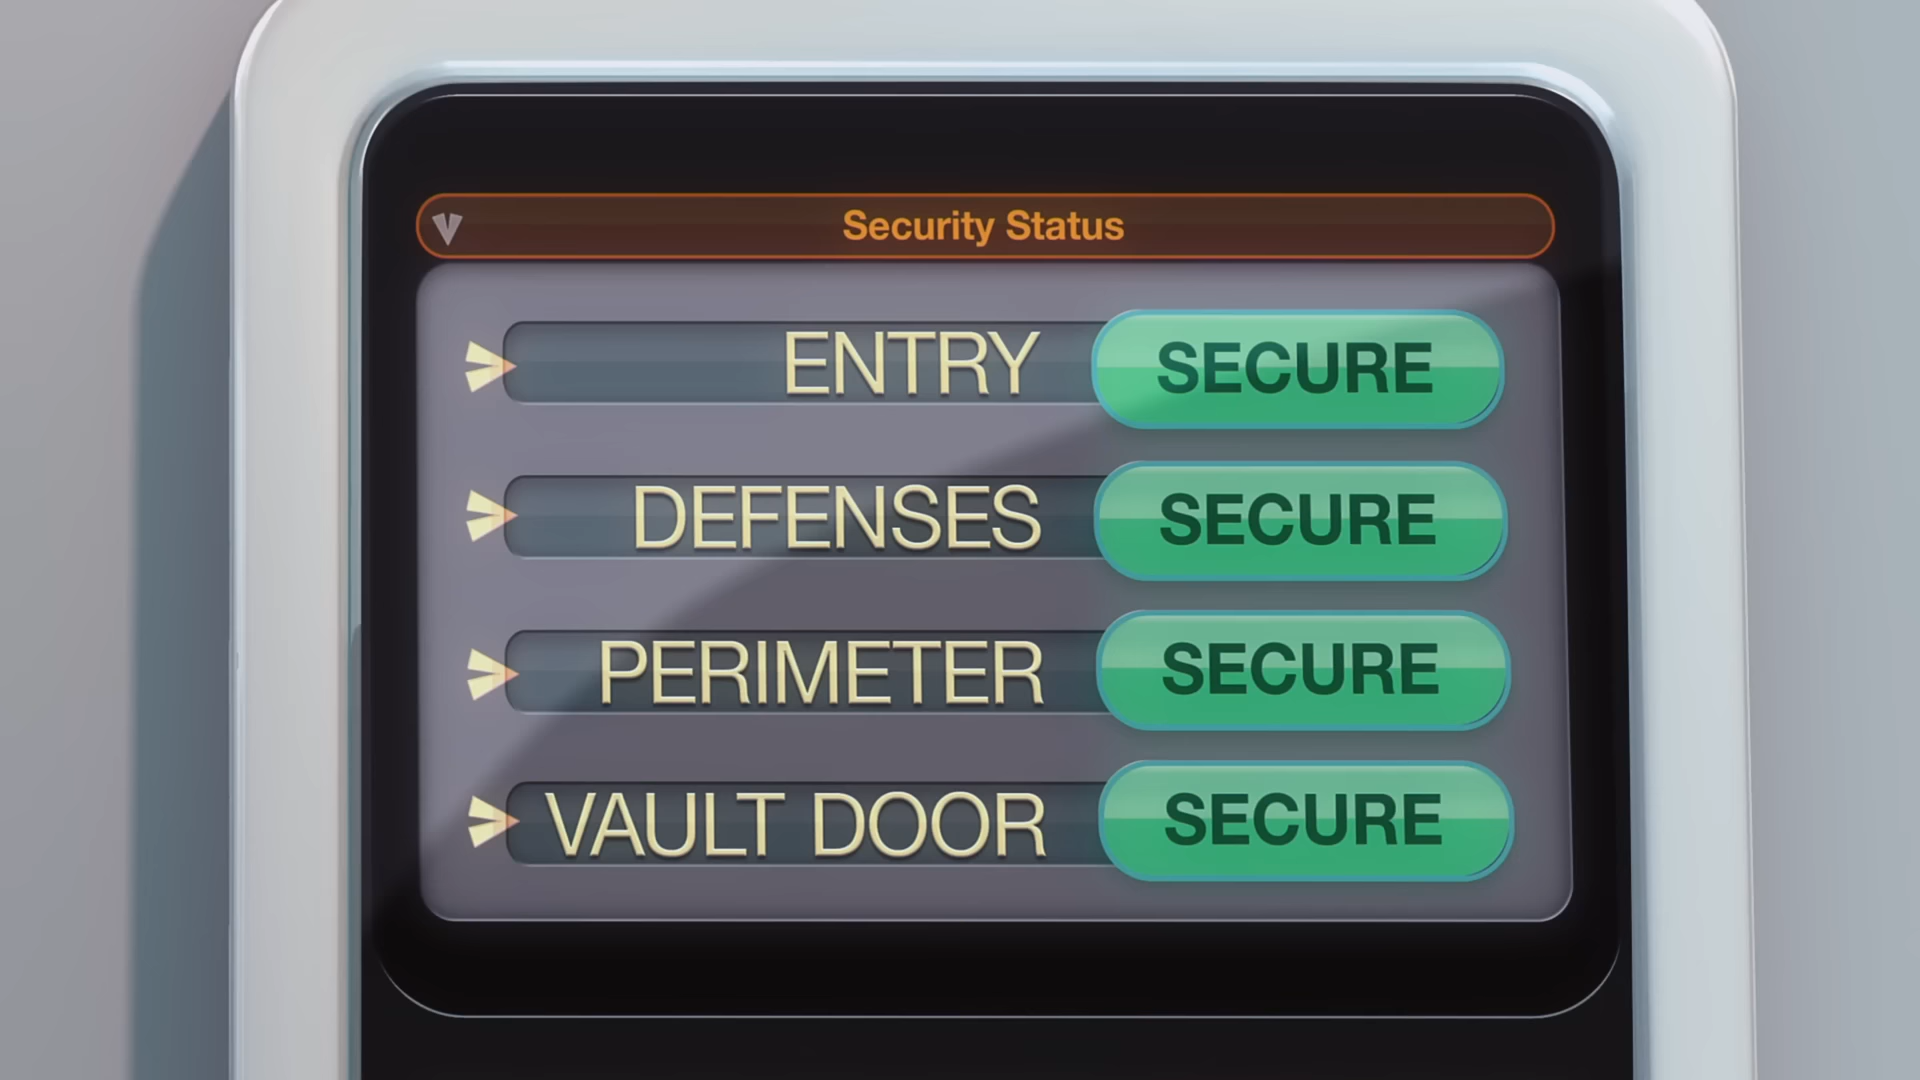 Security Status
ENTRY SECURE
DEFENSES SECURE
PERIMETER SECURE
VAULT DOOR SECURE